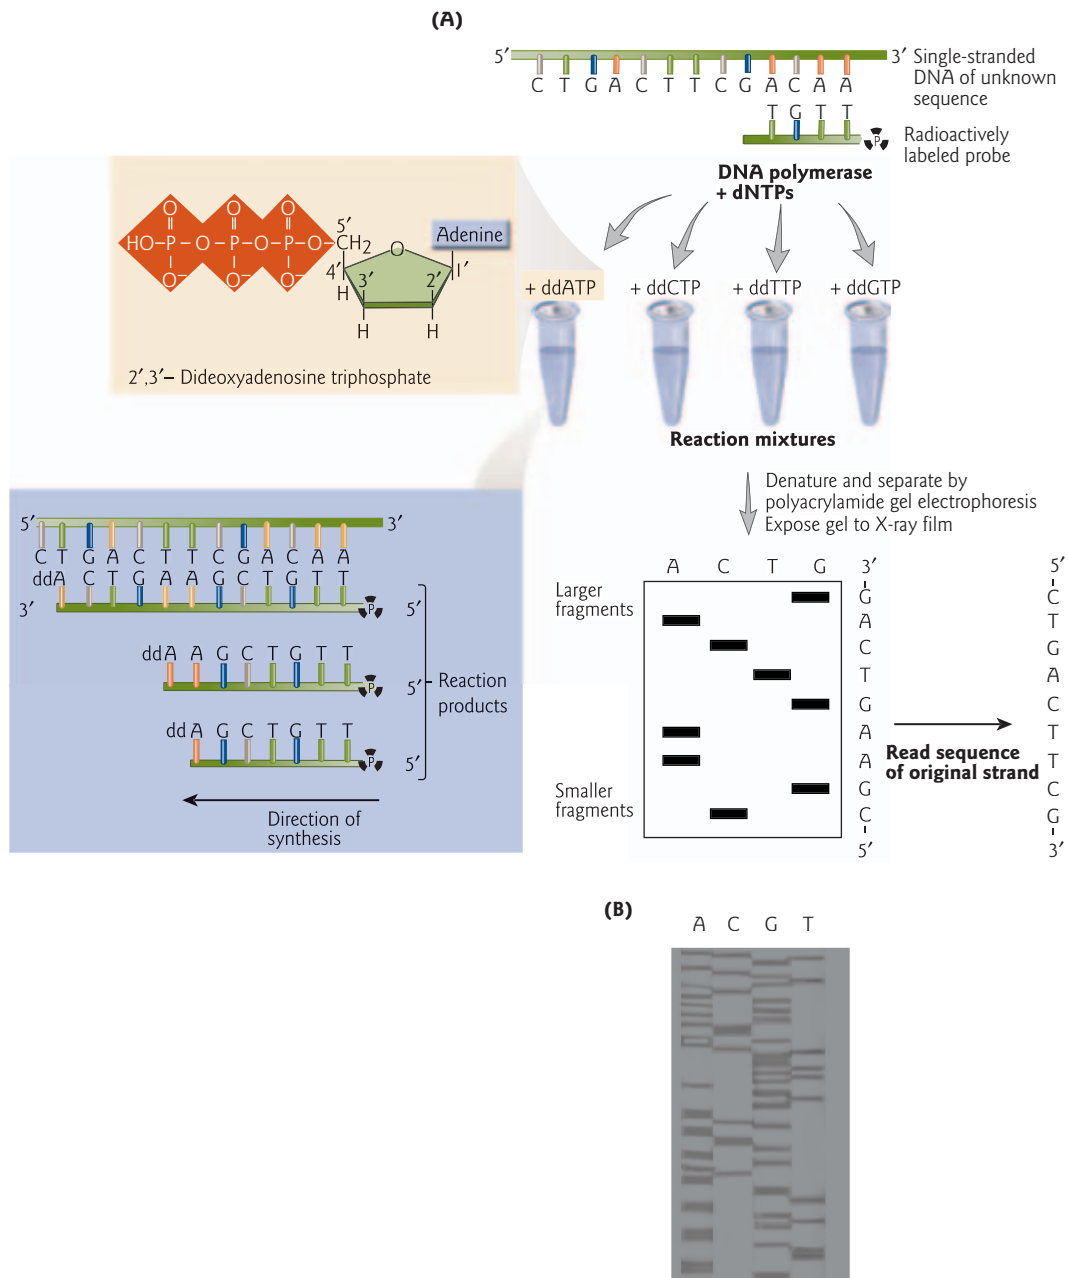 (A)
5′ 3′ Single-stranded
DNA of unknown
sequence
C T G A C T T C G A C A A
T G T T
P
Radioactively
labeled probe
DNA polymerase
+ dNTPs
O O O
HO–P–O–P–O–P–O–CH2
O⁻ O⁻ O⁻
5′
O
Adenine
4′ 3′ 2′ 1′
H
H H
2′,3′– Dideoxyadenosine triphosphate
+ ddATP + ddCTP + ddTTP + ddGTP
Reaction mixtures
Denature and separate by
polyacrylamide gel electrophoresis
Expose gel to X-ray film
5′ 3′
C T G A C T T C G A C A A
ddA C T G A A G C T G T T
3′ P 5′
ddA A G C T G T T
P 5′
dd A G C T G T T
P 5′
Reaction
products
Direction of
synthesis
A C T G
Larger
fragments
Smaller
fragments
3′
G
A
C
T
G
A
A
G
C
5′
Read sequence
of original strand
5′
C
T
G
A
C
T
T
C
G
3′
(B)
A C G T